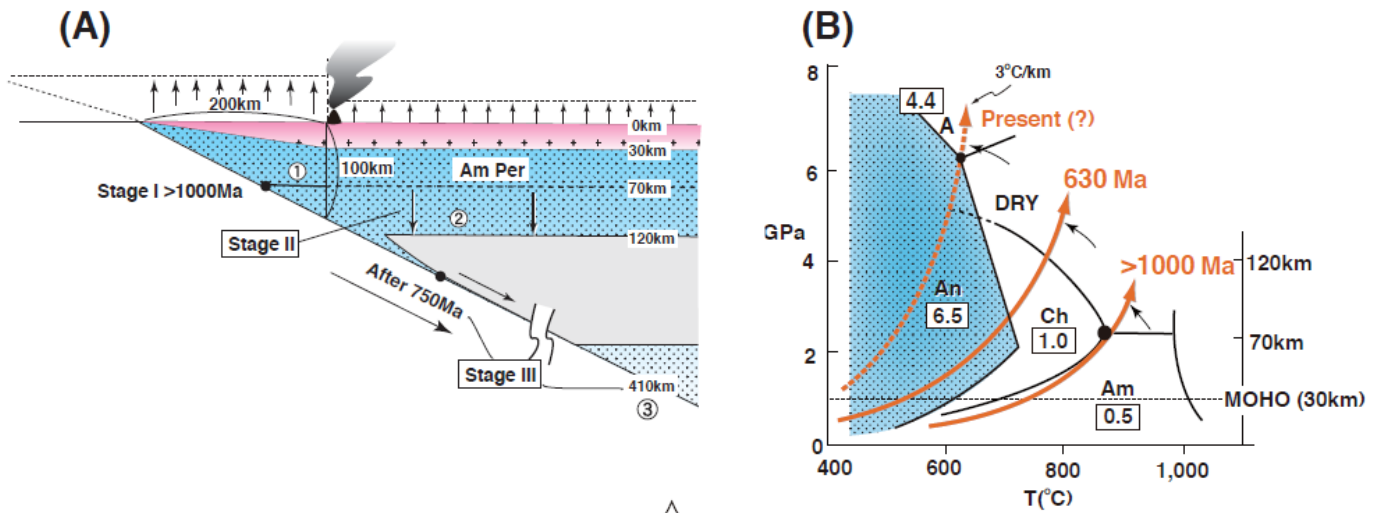 (A)
200km
0km
30km
①
100km
Am Per
Stage I >1000Ma
70km
②
Stage II
120km
After 750Ma
Stage III
410km
③
(B)
8
3°C/km
4.4
A
Present (?)
6
630 Ma
DRY
GPa
4
>1000 Ma
120km
An
6.5
Ch
1.0
2
70km
Am
0.5
MOHO (30km)
0
400
600
800
1,000
T(°C)